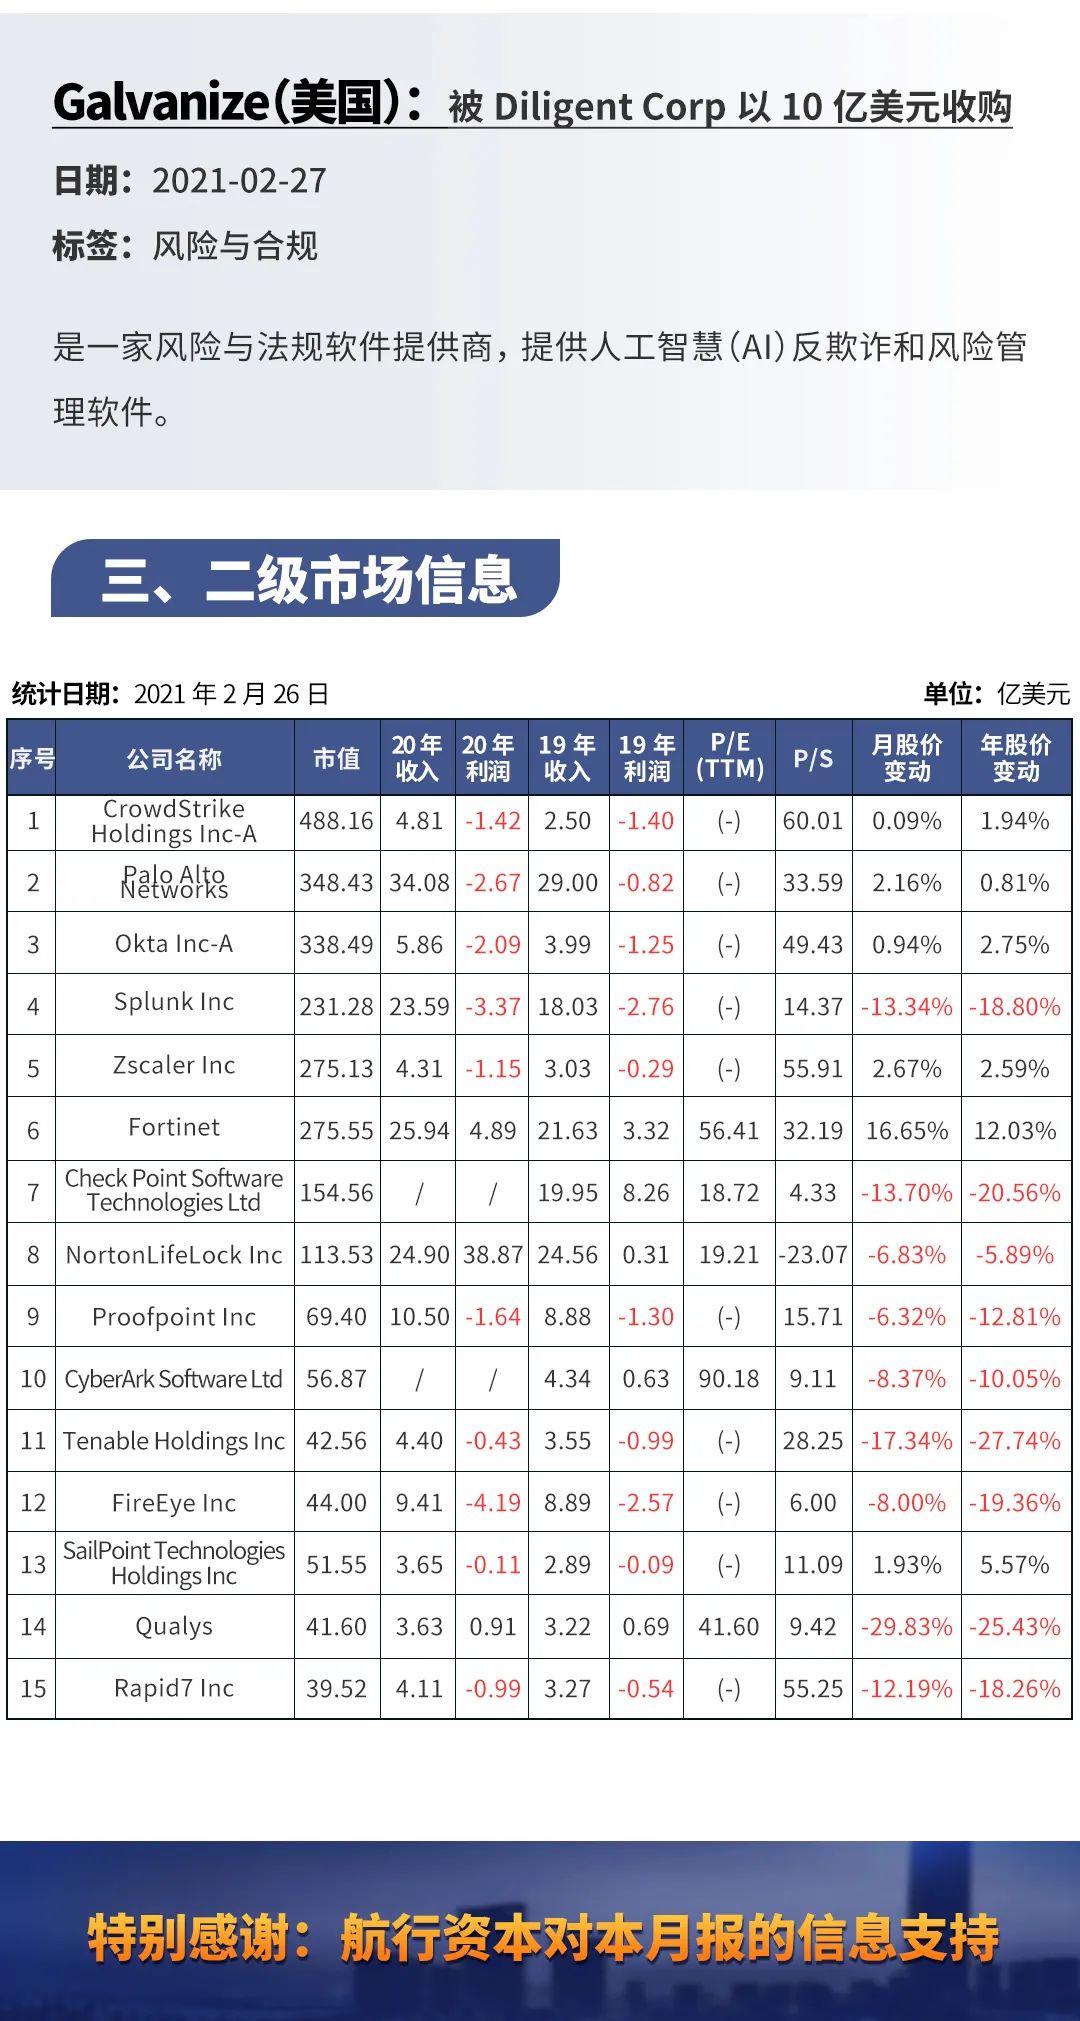 Galvanize(美国)：被 Diligent Corp 以 10 亿美元收购
日期：2021-02-27
标签：风险与合规
是一家风险与法规软件提供商，提供人工智慧(AI)反欺诈和风险管
理软件。
三、二级市场信息
统计日期：2021 年 2 月 26 日 单位：亿美元
序号 公司名称 市值 20 年收入 20 年利润 19 年收入 19 年利润 P/E (TTM) P/S 月股价变动 年股价变动
1 CrowdStrike Holdings Inc-A 488.16 4.81 -1.42 2.50 -1.40 (-) 60.01 0.09% 1.94%
2 Palo Alto Networks 348.43 34.08 -2.67 29.00 -0.82 (-) 33.59 2.16% 0.81%
3 Okta Inc-A 338.49 5.86 -2.09 3.99 -1.25 (-) 49.43 0.94% 2.75%
4 Splunk Inc 231.28 23.59 -3.37 18.03 -2.76 (-) 14.37 -13.34% -18.80%
5 Zscaler Inc 275.13 4.31 -1.15 3.03 -0.29 (-) 55.91 2.67% 2.59%
6 Fortinet 275.55 25.94 4.89 21.63 3.32 56.41 32.19 16.65% 12.03%
7 Check Point Software Technologies Ltd 154.56 / / 19.95 8.26 18.72 4.33 -13.70% -20.56%
8 NortonLifeLock Inc 113.53 24.90 38.87 24.56 0.31 19.21 -23.07 -6.83% -5.89%
9 Proofpoint Inc 69.40 10.50 -1.64 8.88 -1.30 (-) 15.71 -6.32% -12.81%
10 CyberArk Software Ltd 56.87 / / 4.34 0.63 90.18 9.11 -8.37% -10.05%
11 Tenable Holdings Inc 42.56 4.40 -0.43 3.55 -0.99 (-) 28.25 -17.34% -27.74%
12 FireEye Inc 44.00 9.41 -4.19 8.89 -2.57 (-) 6.00 -8.00% -19.36%
13 SailPoint Technologies Holdings Inc 51.55 3.65 -0.11 2.89 -0.09 (-) 11.09 1.93% 5.57%
14 Qualys 41.60 3.63 0.91 3.22 0.69 41.60 9.42 -29.83% -25.43%
15 Rapid7 Inc 39.52 4.11 -0.99 3.27 -0.54 (-) 55.25 -12.19% -18.26%
特别感谢：航行资本对本月报的信息支持